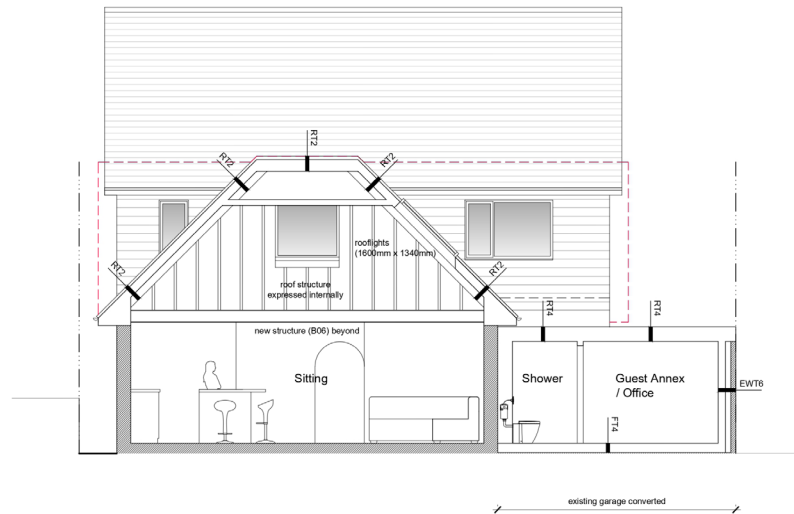 RT2
RT2
RT2
rooflights
(1600mm x 1340mm)
RT2
RT2
roof structure
expressed internally
RT4
RT4
new structure (B06) beyond
Sitting
Shower
Guest Annex
/ Office
EWT6
FT4
existing garage converted